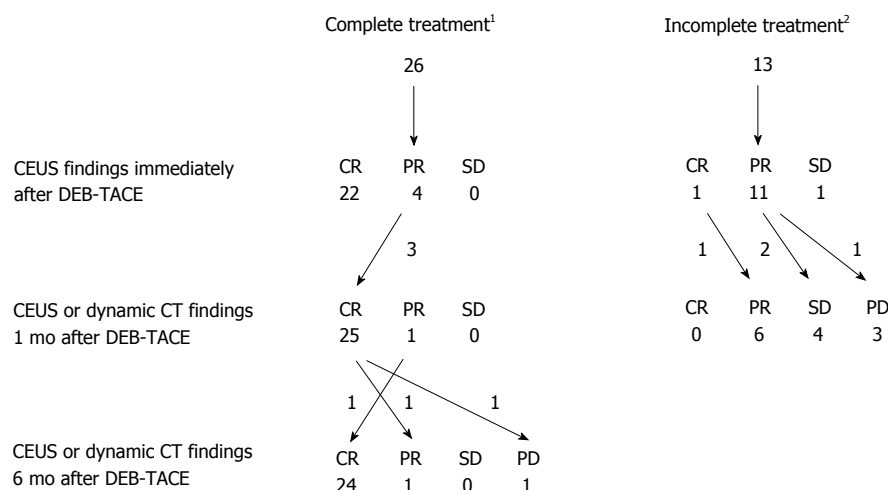 Complete treatment¹ Incomplete treatment²
26 13
CEUS findings immediately CR PR SD CR PR SD
after DEB-TACE 22 4 0 1 11 1
3 1 2 1
CEUS or dynamic CT findings CR PR SD CR PR SD PD
1 mo after DEB-TACE 25 1 0 0 6 4 3
1 1 1
CEUS or dynamic CT findings CR PR SD PD
6 mo after DEB-TACE 24 1 0 1